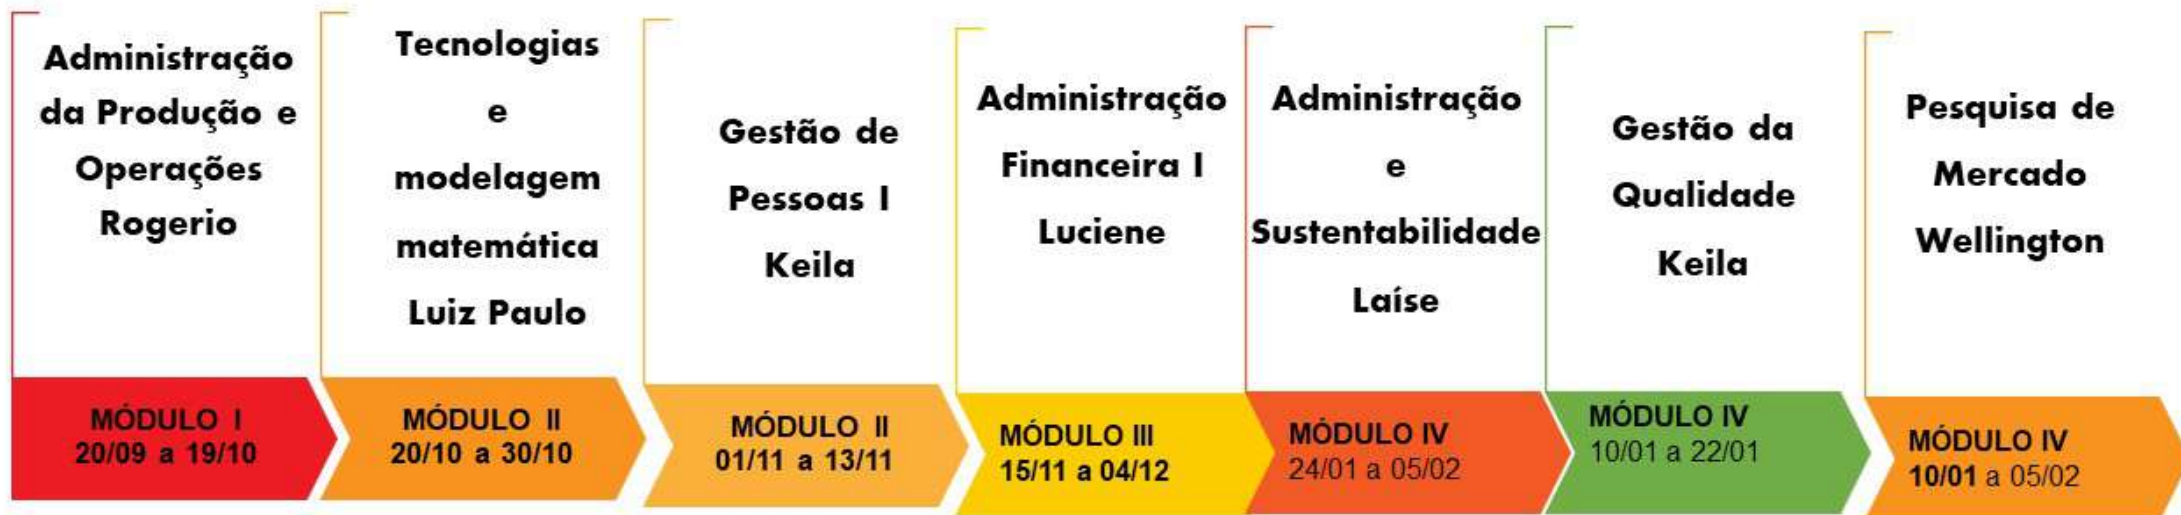 Administração
da Produção e
Operações
Rogerio
MÓDULO I
20/09 a 19/10
Tecnologias
e
modelagem
matemática
Luiz Paulo
MÓDULO II
20/10 a 30/10
Gestão de
Pessoas I
Keila
MÓDULO II
01/11 a 13/11
Administração
Financeira I
Luciene
MÓDULO III
15/11 a 04/12
Administração
e
Sustentabilidade
Laíse
MÓDULO IV
24/01 a 05/02
Gestão da
Qualidade
Keila
MÓDULO IV
10/01 a 22/01
Pesquisa de
Mercado
Wellington
MÓDULO IV
10/01 a 05/02